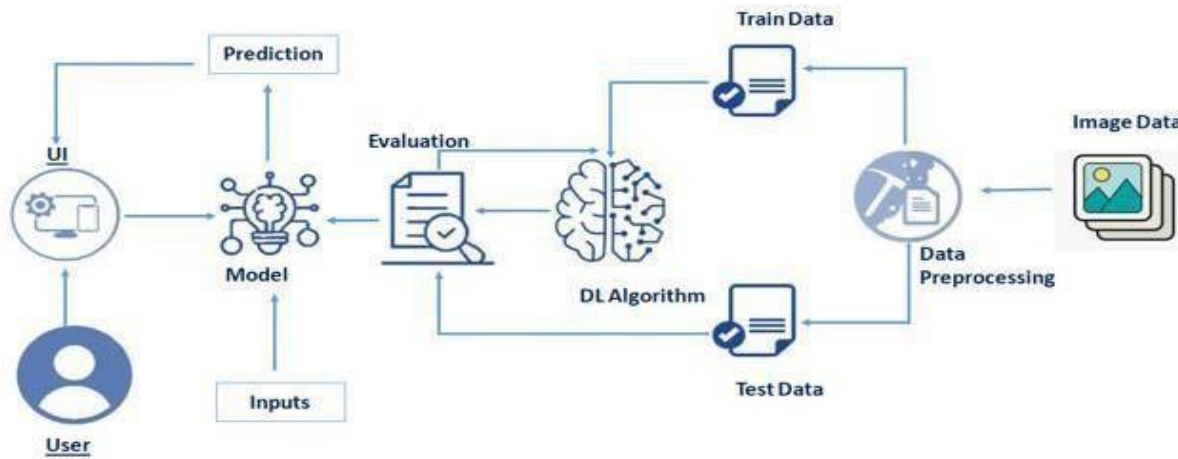 Train Data
Prediction
Image Data
Evaluation
UI
Model
DL Algorithm
Data
Preprocessing
Inputs
Test Data
User